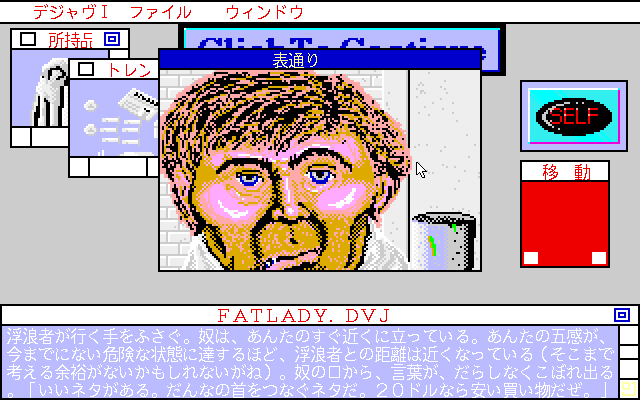 デジャヴⅠ ファイル ウィンドウ
所持品
トレン
表通り
SELF
移 動
FATLADY. DVJ
浮浪者が行く手をふさぐ。奴は、あんたのすぐ近くに立っている。あんたの五感が、
今までにない危険な状態に達するほど、浮浪者との距離は近くなっている（そこまで
考える余裕がないかもしれないがね）。奴の口から、言葉が、だらしなくこぼれ出る
。「いいネタがある。だんなの首をつなぐネタだ。２０ドルなら安い買い物だぜ。」